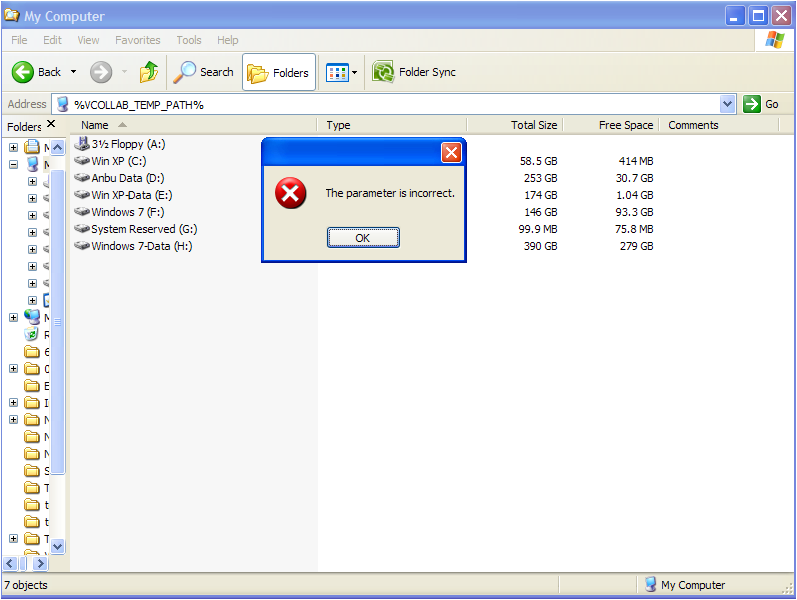 My Computer
File Edit View Favorites Tools Help
Back Search Folders Folder Sync
Address %VCOLLAB_TEMP_PATH% Go
Folders Name Type Total Size Free Space Comments
3½ Floppy (A:)
Win XP (C:) 58.5 GB 414 MB
Anbu Data (D:) 253 GB 30.7 GB
Win XP-Data (E:) 174 GB 1.04 GB
Windows 7 (F:) 146 GB 93.3 GB
System Reserved (G:) 99.9 MB 75.8 MB
Windows 7-Data (H:) 390 GB 279 GB
The parameter is incorrect.
OK
7 objects My Computer